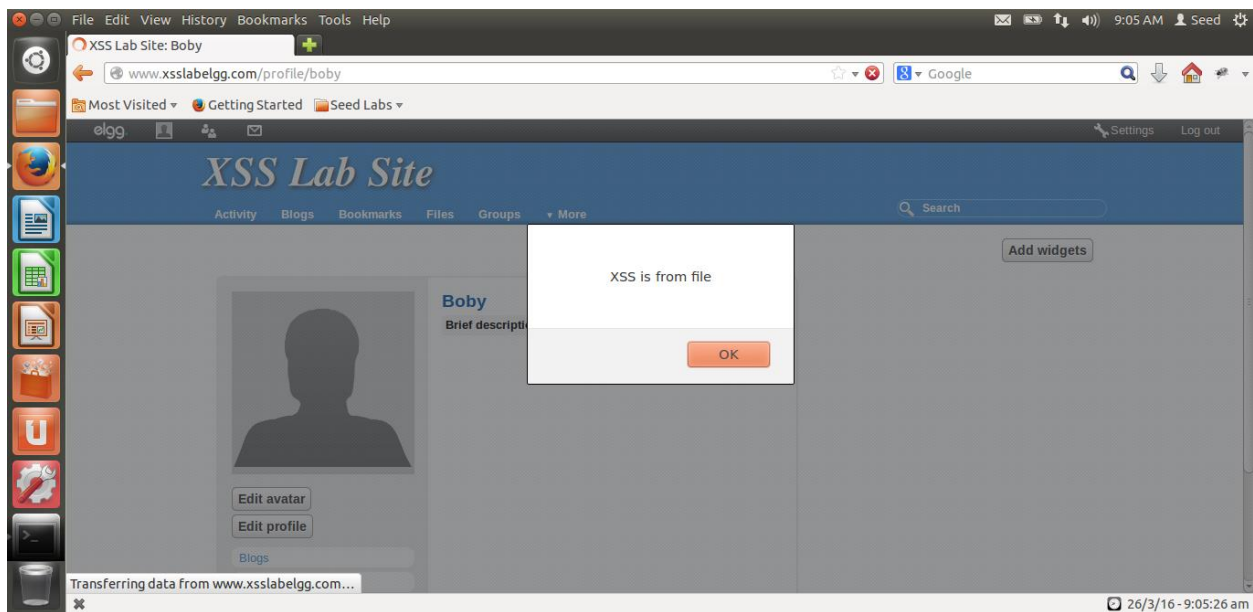 File Edit View History Bookmarks Tools Help 9:05 AM Seed
XSS Lab Site: Boby
www.xsslabelgg.com/profile/boby Google
Most Visited Getting Started Seed Labs
elgg Settings Log out
XSS Lab Site
Activity Blogs Bookmarks Files Groups More Search
Add widgets
XSS is from file
Boby
Brief descripti
OK
Edit avatar
Edit profile
Blogs
Transferring data from www.xsslabelgg.com...
26/3/16 - 9:05:26 am